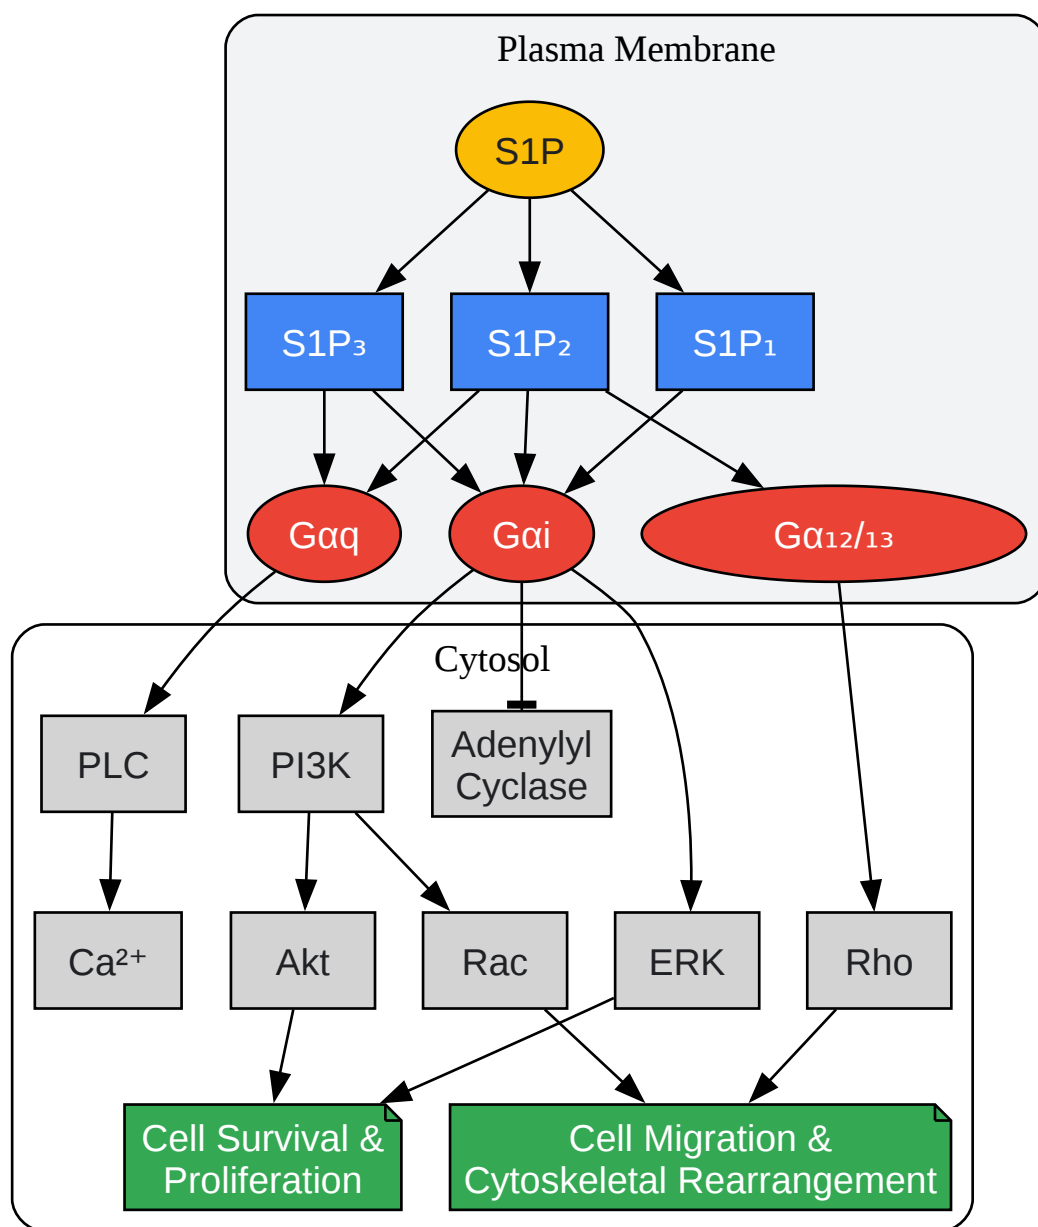 Plasma Membrane
S1P
S1P₃
S1P₂
S1P₁
Gαq
Gαi
Gα₁₂/₁₃
Cytosol
PLC
PI3K
Adenylyl
Cyclase
Ca²⁺
Akt
Rac
ERK
Rho
Cell Survival &
Proliferation
Cell Migration &
Cytoskeletal Rearrangement